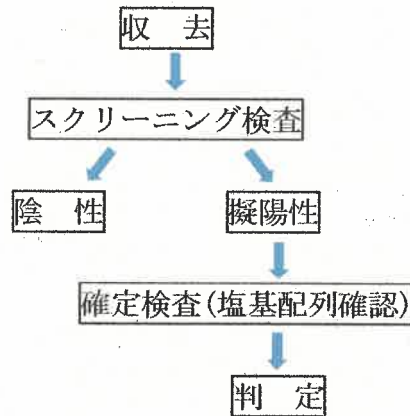 収　去
スクリーニング検査
陰　性
擬陽性
確定検査(塩基配列確認)
判　定